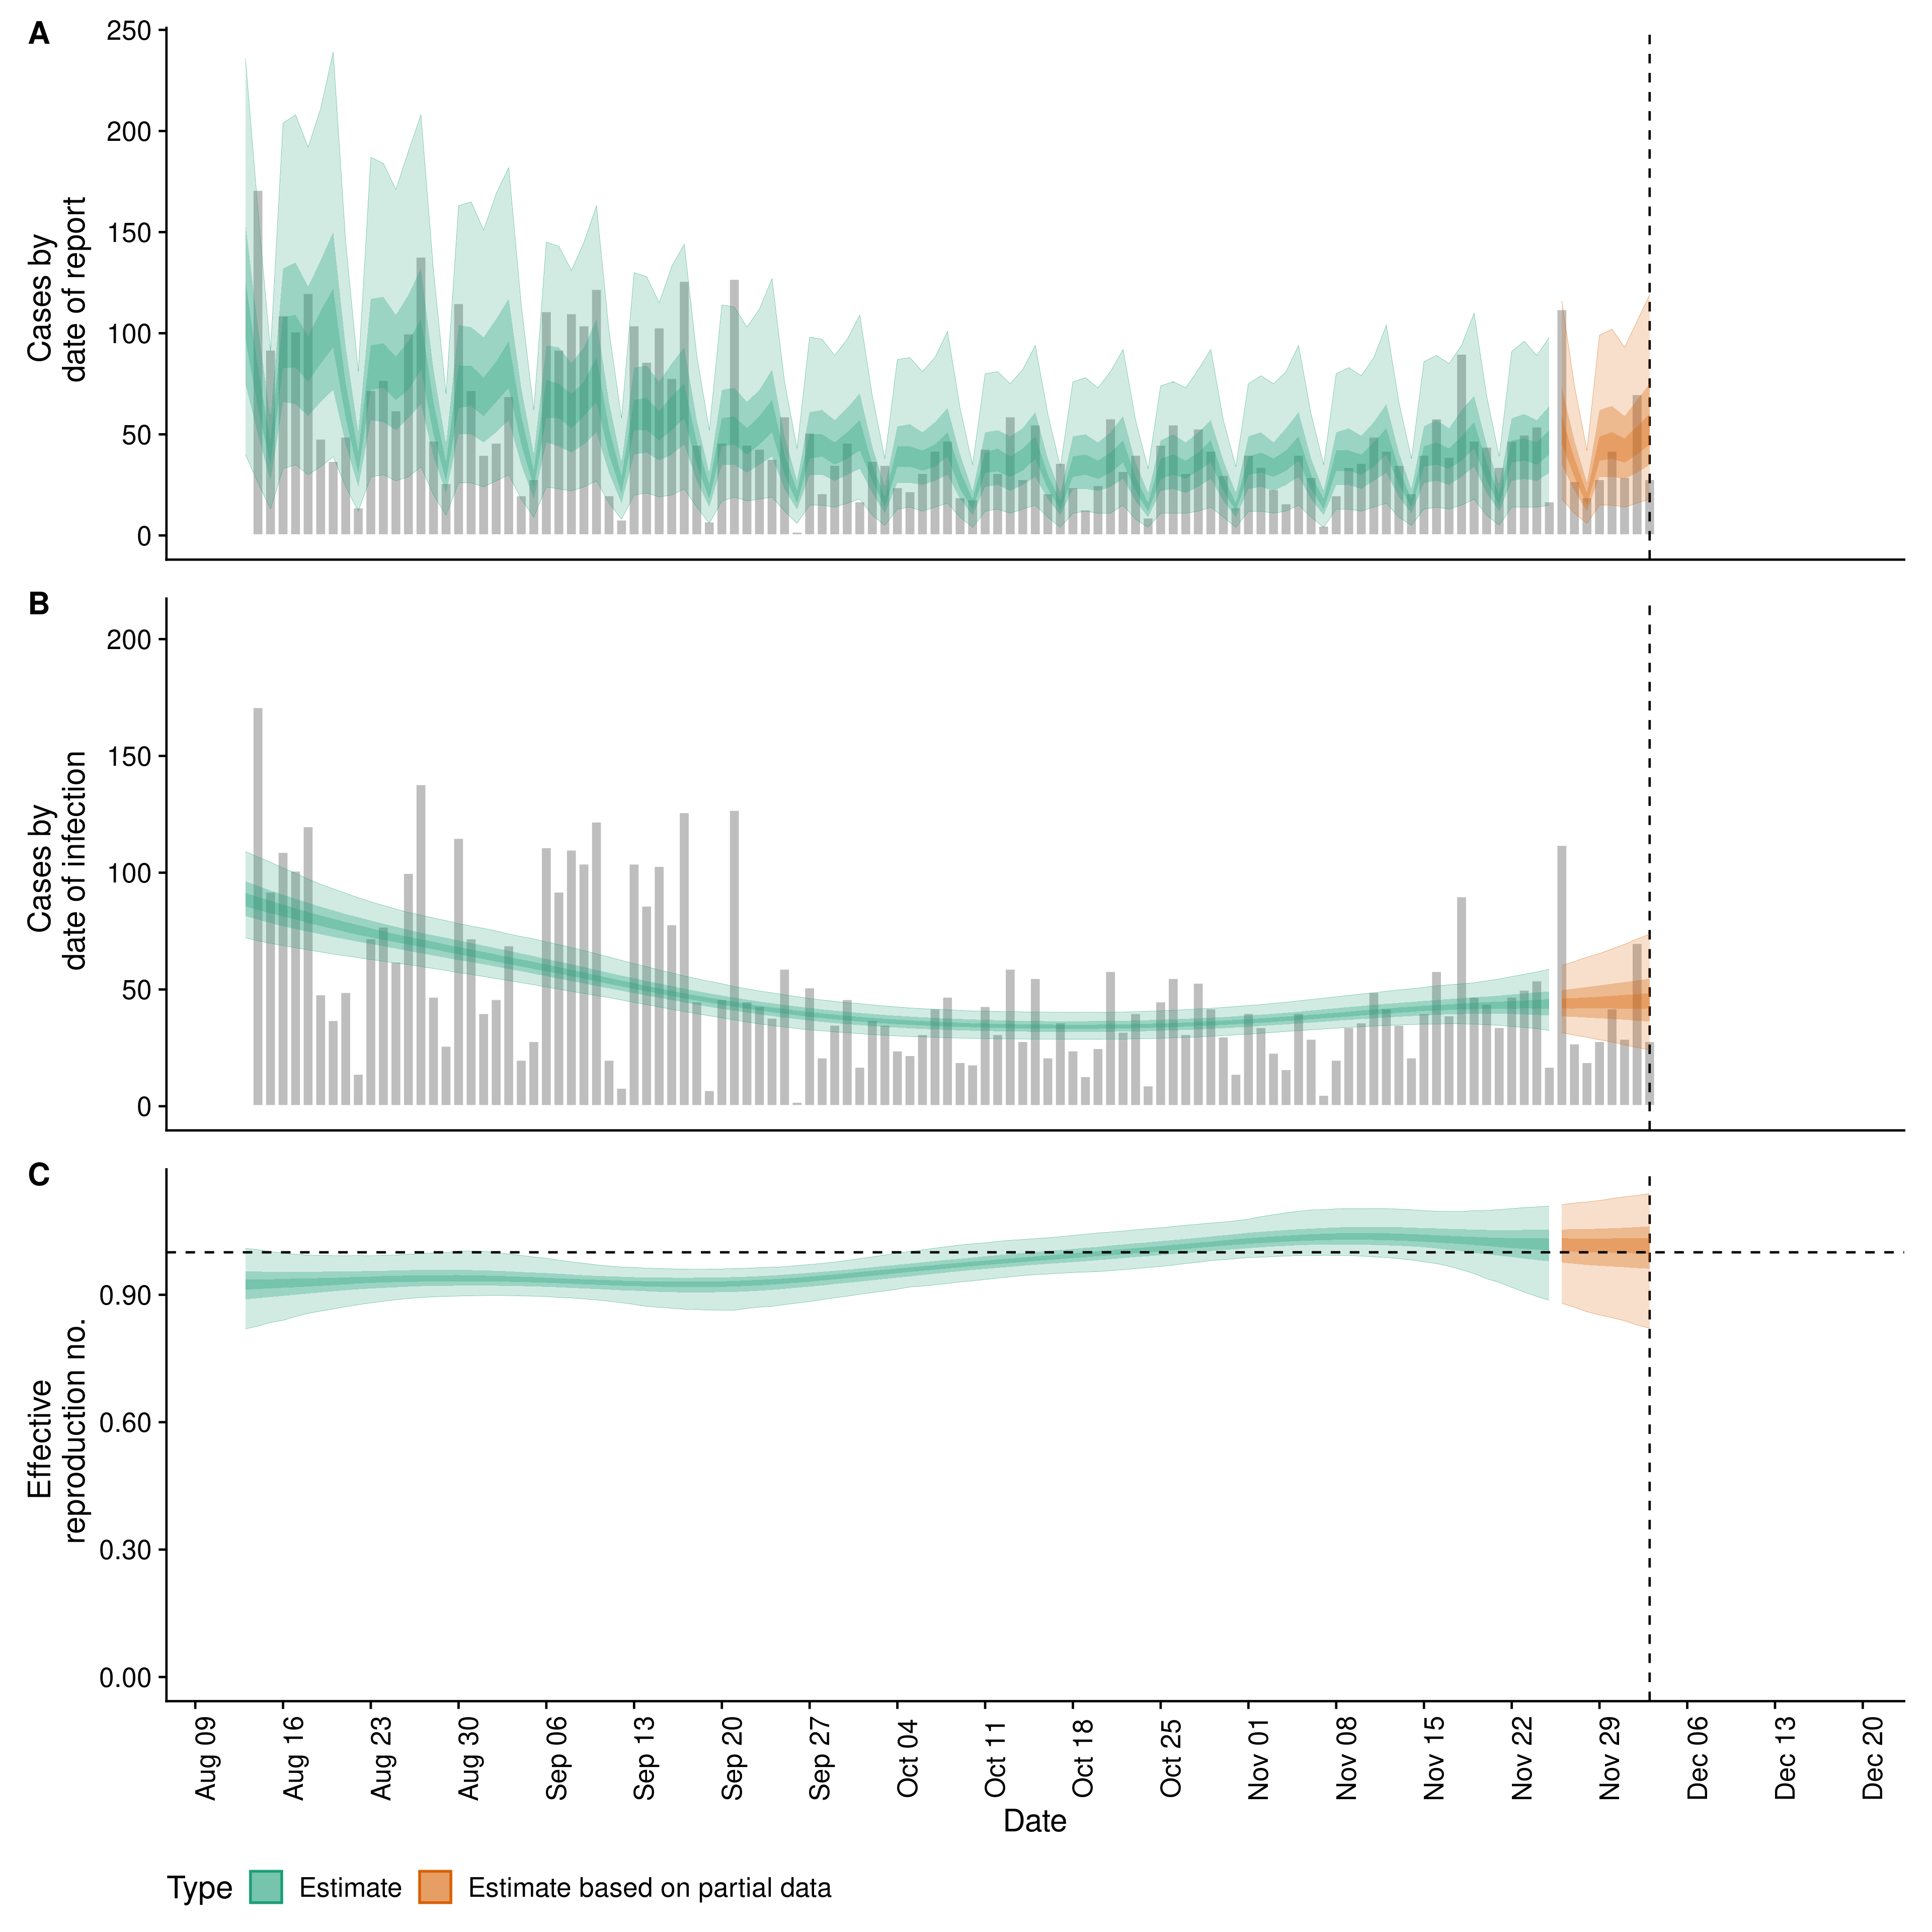 A
250
200
150
100
50
0
Cases by
date of report
B
200
150
100
50
0
Cases by
date of infection
C
0.90
0.60
0.30
0.00
Effective
reproduction no.
Aug 09
Aug 16
Aug 23
Aug 30
Sep 06
Sep 13
Sep 20
Sep 27
Oct 04
Oct 11
Oct 18
Oct 25
Nov 01
Nov 08
Nov 15
Nov 22
Nov 29
Dec 06
Dec 13
Dec 20
Date
Type Estimate Estimate based on partial data